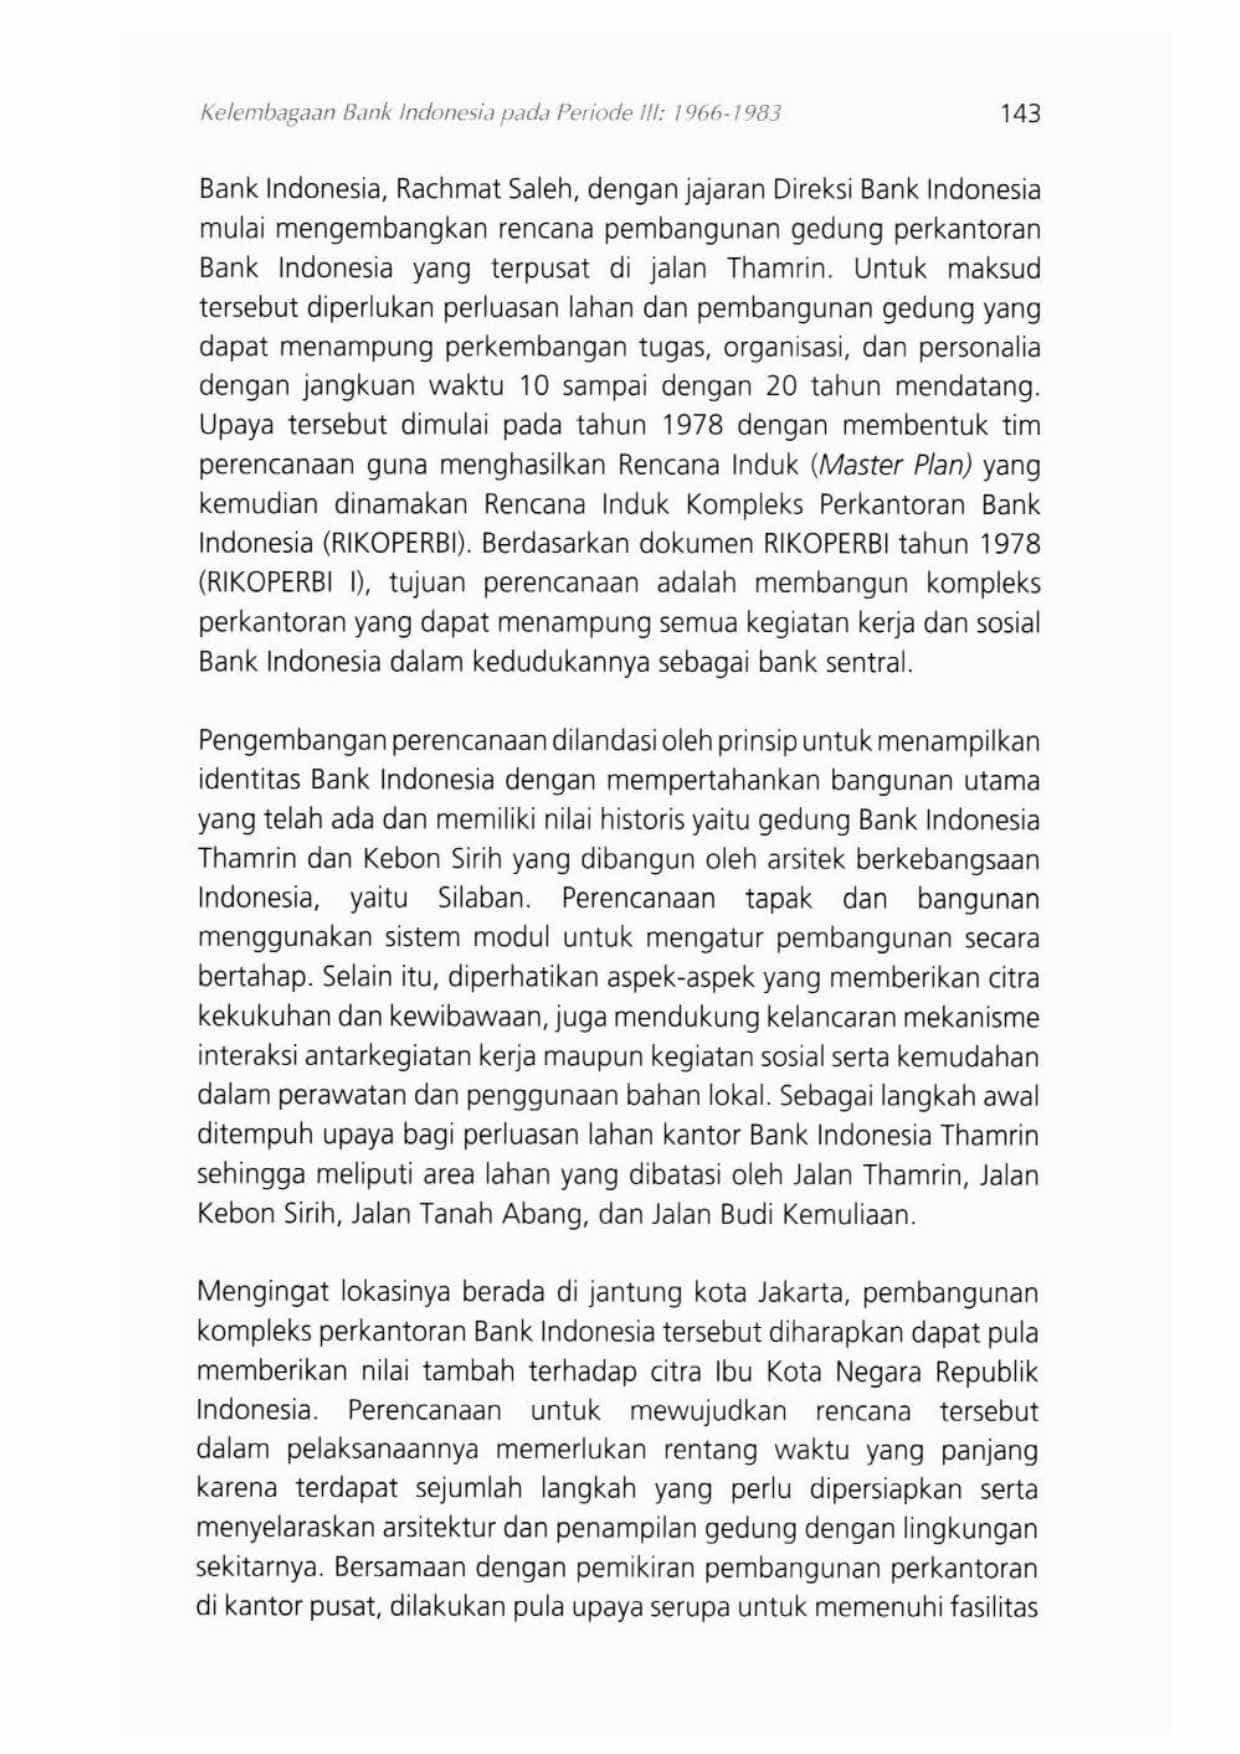 Kelembagaan Bank Indonesia pada Periode III: 1966-1983 143
Bank Indonesia, Rachmat Saleh, dengan jajaran Direksi Bank Indonesia
mulai mengembangkan rencana pembangunan gedung perkantoran
Bank Indonesia yang terpusat di jalan Thamrin. Untuk maksud
tersebut diperlukan perluasan lahan dan pembangunan gedung yang
dapat menampung perkembangan tugas, organisasi, dan personalia
dengan jangkuan waktu 10 sampai dengan 20 tahun mendatang.
Upaya tersebut dimulai pada tahun 1978 dengan membentuk tim
perencanaan guna menghasilkan Rencana Induk (Master Plan) yang
kemudian dinamakan Rencana Induk Kompleks Perkantoran Bank
Indonesia (RIKOPERBI). Berdasarkan dokumen RIKOPERBI tahun 1978
(RIKOPERBI I), tujuan perencanaan adalah membangun kompleks
perkantoran yang dapat menampung semua kegiatan kerja dan sosial
Bank Indonesia dalam kedudukannya sebagai bank sentral.
Pengembangan perencanaan dilandasi oleh prinsip untuk menampilkan
identitas Bank Indonesia dengan mempertahankan bangunan utama
yang telah ada dan memiliki nilai historis yaitu gedung Bank Indonesia
Thamrin dan Kebon Sirih yang dibangun oleh arsitek berkebangsaan
Indonesia, yaitu Silaban. Perencanaan tapak dan bangunan
menggunakan sistem modul untuk mengatur pembangunan secara
bertahap. Selain itu, diperhatikan aspek-aspek yang memberikan citra
kekukuhan dan kewibawaan, juga mendukung kelancaran mekanisme
interaksi antarkegiatan kerja maupun kegiatan sosial serta kemudahan
dalam perawatan dan penggunaan bahan lokal. Sebagai langkah awal
ditempuh upaya bagi perluasan lahan kantor Bank Indonesia Thamrin
sehingga meliputi area lahan yang dibatasi oleh Jalan Thamrin, Jalan
Kebon Sirih, Jalan Tanah Abang, dan Jalan Budi Kemuliaan.
Mengingat lokasinya berada di jantung kota Jakarta, pembangunan
kompleks perkantoran Bank Indonesia tersebut diharapkan dapat pula
memberikan nilai tambah terhadap citra Ibu Kota Negara Republik
Indonesia. Perencanaan untuk mewujudkan rencana tersebut
dalam pelaksanaannya memerlukan rentang waktu yang panjang
karena terdapat sejumlah langkah yang perlu dipersiapkan serta
menyelaraskan arsitektur dan penampilan gedung dengan lingkungan
sekitarnya. Bersamaan dengan pemikiran pembangunan perkantoran
di kantor pusat, dilakukan pula upaya serupa untuk memenuhi fasilitas